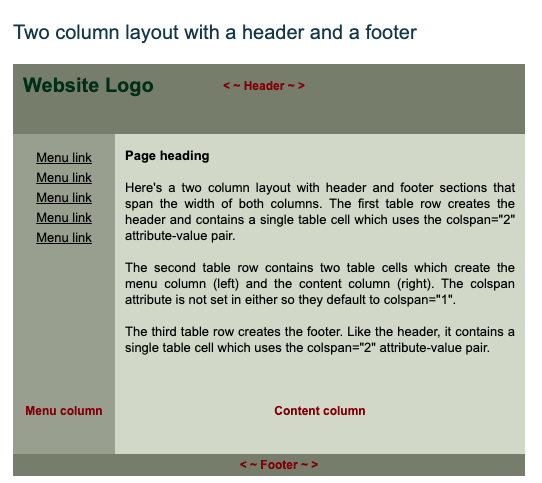 Two column layout with a header and a footer
Website Logo
< ~ Header ~ >
Menu link
Menu link
Menu link
Menu link
Menu link
Page heading
Here's a two column layout with header and footer sections that
span the width of both columns. The first table row creates the
header and contains a single table cell which uses the colspan="2"
attribute-value pair.
The second table row contains two table cells which create the
menu column (left) and the content column (right). The colspan
attribute is not set in either so they default to colspan="1".
The third table row creates the footer. Like the header, it contains a
single table cell which uses the colspan="2" attribute-value pair.
Menu column
Content column
< ~ Footer ~ >